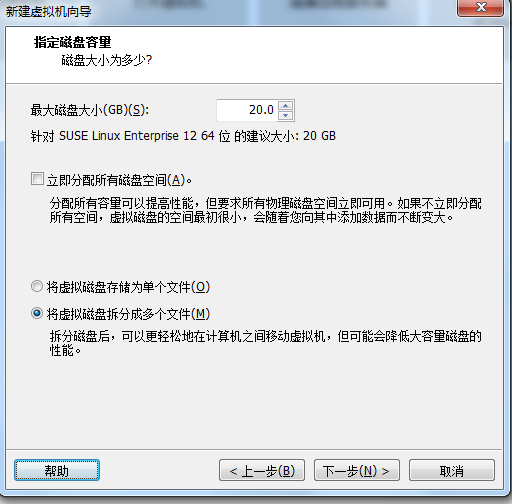 新建虚拟机向导
指定磁盘容量
磁盘大小为多少?
最大磁盘大小(GB)(S): 20.0
针对 SUSE Linux Enterprise 12 64 位 的建议大小: 20 GB
立即分配所有磁盘空间(A)。
分配所有容量可以提高性能，但要求所有物理磁盘空间立即可用。如果不立即分配
所有空间，虚拟磁盘的空间最初很小，会随着您向其中添加数据而不断变大。
将虚拟磁盘存储为单个文件(O)
将虚拟磁盘拆分成多个文件(M)
拆分磁盘后，可以更轻松地在计算机之间移动虚拟机，但可能会降低大容量磁盘的
性能。
帮助 < 上一步(B) 下一步(N) > 取消